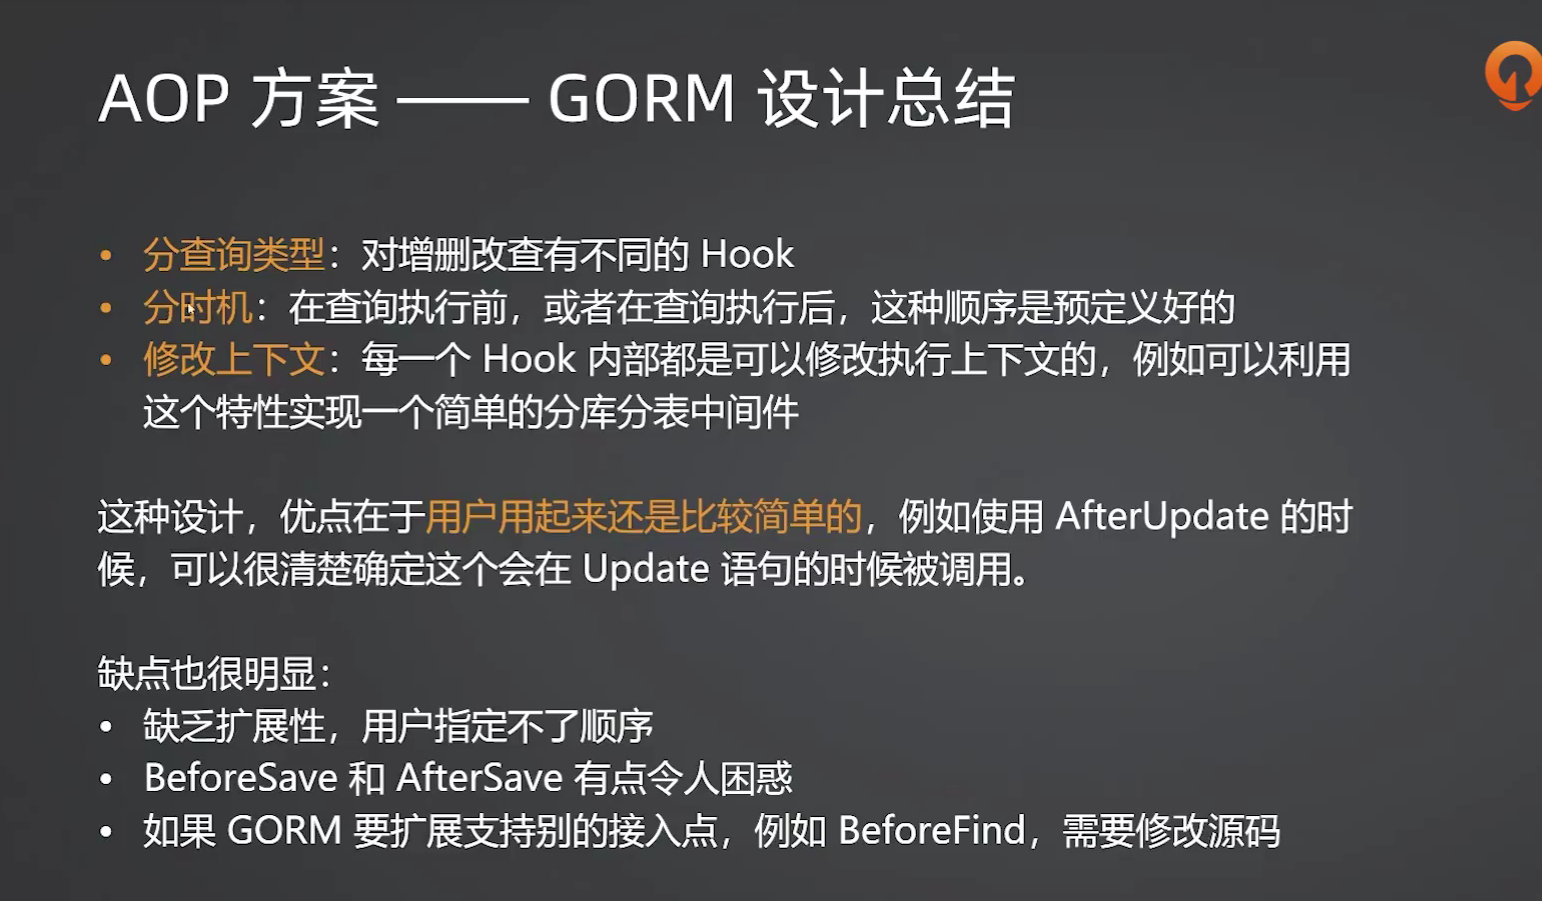 AOP 方案 —— GORM 设计总结
• 分查询类型：对增删改查有不同的 Hook
• 分时机：在查询执行前，或者在查询执行后，这种顺序是预定义好的
• 修改上下文：每一个 Hook 内部都是可以修改执行上下文的，例如可以利用
这个特性实现一个简单的分库分表中间件
这种设计，优点在于用户用起来还是比较简单的，例如使用 AfterUpdate 的时
候，可以很清楚确定这个会在 Update 语句的时候被调用。
缺点也很明显：
• 缺乏扩展性，用户指定不了顺序
• BeforeSave 和 AfterSave 有点令人困惑
• 如果 GORM 要扩展支持别的接入点，例如 BeforeFind，需要修改源码